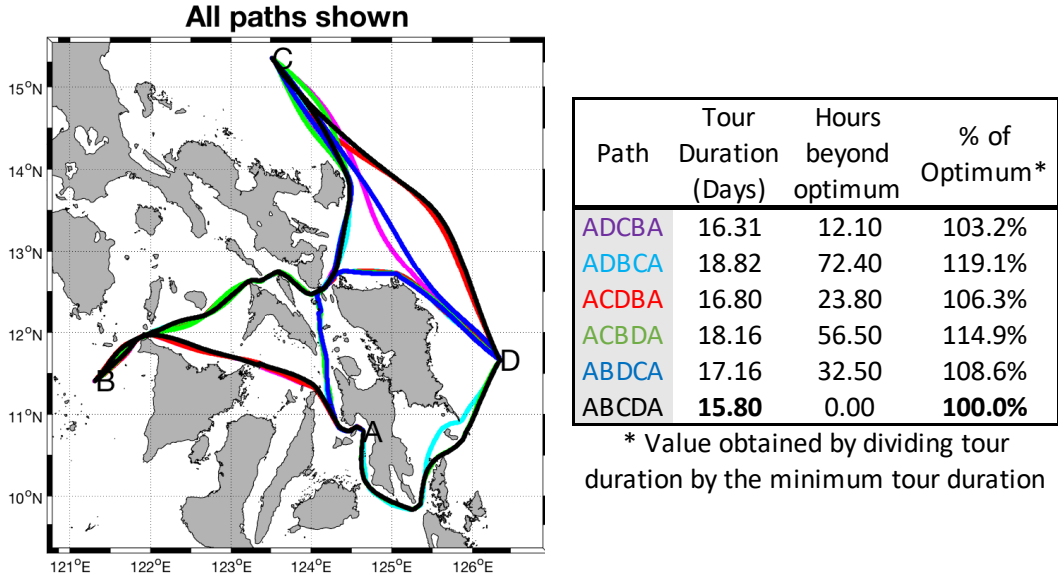 All paths shown
15°N
14°N
13°N
12°N
11°N
10°N
121°E 122°E 123°E 124°E 125°E 126°E
C
D
B
A
Path Tour Duration (Days) Hours beyond optimum % of Optimum*
ADCBA 16.31 12.10 103.2%
ADBCA 18.82 72.40 119.1%
ACDBA 16.80 23.80 106.3%
ACBDA 18.16 56.50 114.9%
ABDCA 17.16 32.50 108.6%
ABCDA 15.80 0.00 100.0%
* Value obtained by dividing tour
duration by the minimum tour duration